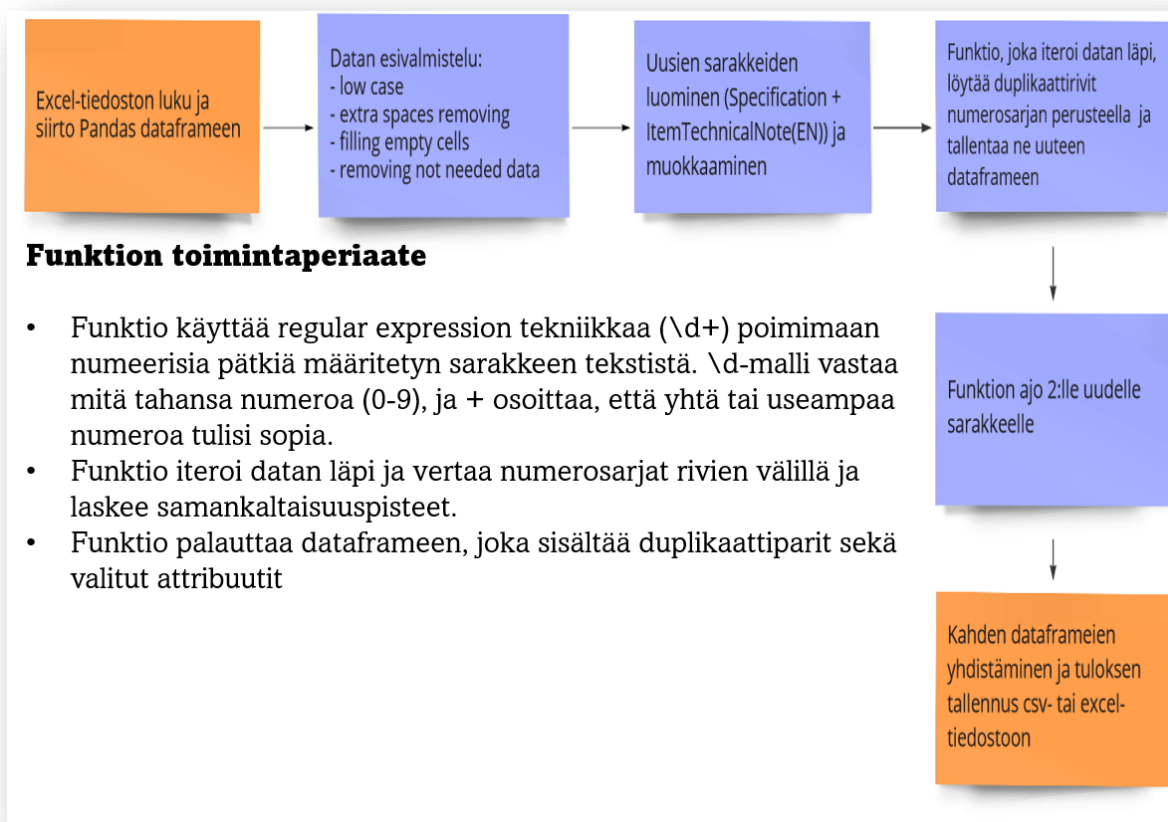 Excel-tiedoston luku ja
siirto Pandas dataframeen
Datan esivalmistelu:
- low case
- extra spaces removing
- filling empty cells
- removing not needed data
Uusien sarakkeiden
luominen (Specification +
ItemTechnicalNote(EN)) ja
muokkaaminen
Funktio, joka iteroi datan läpi,
löytää duplikaattirivit
numerosarjan perusteella ja
tallentaa ne uuteen
dataframeen
Funktion toimintaperiaate
• Funktio käyttää regular expression tekniikkaa (\d+) poimimaan
numeerisia pätkiä määritetyn sarakkeen tekstistä. \d-malli vastaa
mitä tahansa numeroa (0-9), ja + osoittaa, että yhtä tai useampaa
numeroa tulisi sopia.
• Funktio iteroi datan läpi ja vertaa numerosarjat rivien välillä ja
laskee samankaltaisuuspisteet.
• Funktio palauttaa dataframeen, joka sisältää duplikaattiparit sekä
valitut attribuutit
Funktion ajo 2:lle uudelle
sarakkeelle
Kahden dataframeien
yhdistäminen ja tuloksen
tallennus csv- tai excel-
tiedostoon